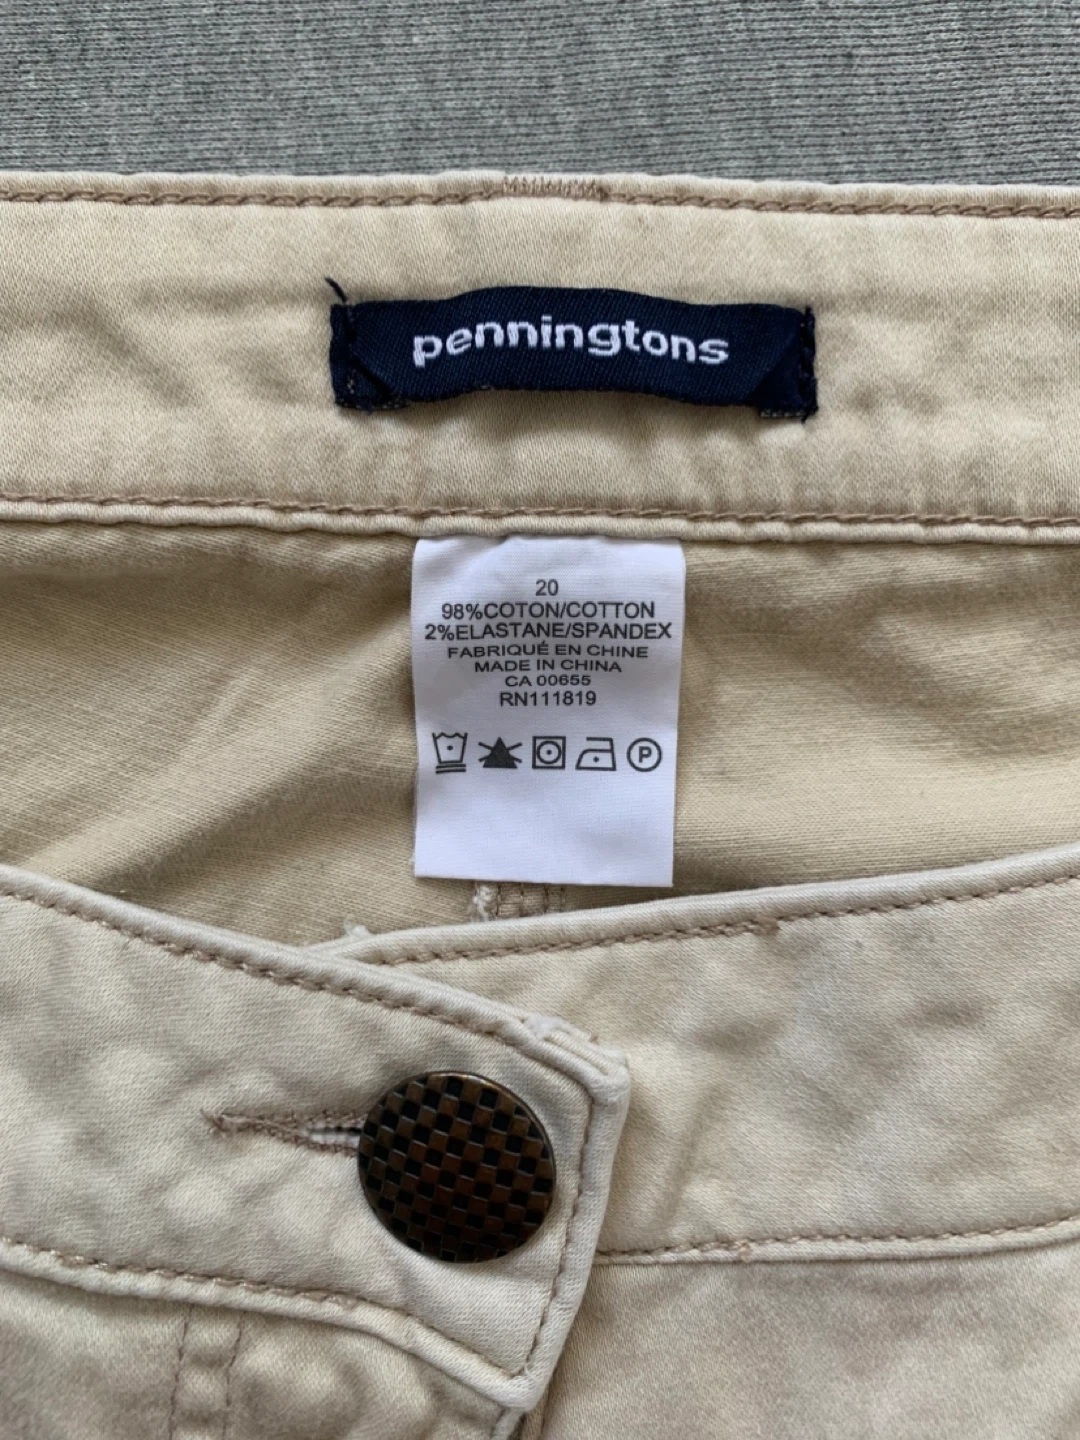 penningtons
20
98%COTON/COTTON
2%ELASTANE/SPANDEX
FABRIQUÉ EN CHINE
MADE IN CHINA
CA 00655
RN111819
P